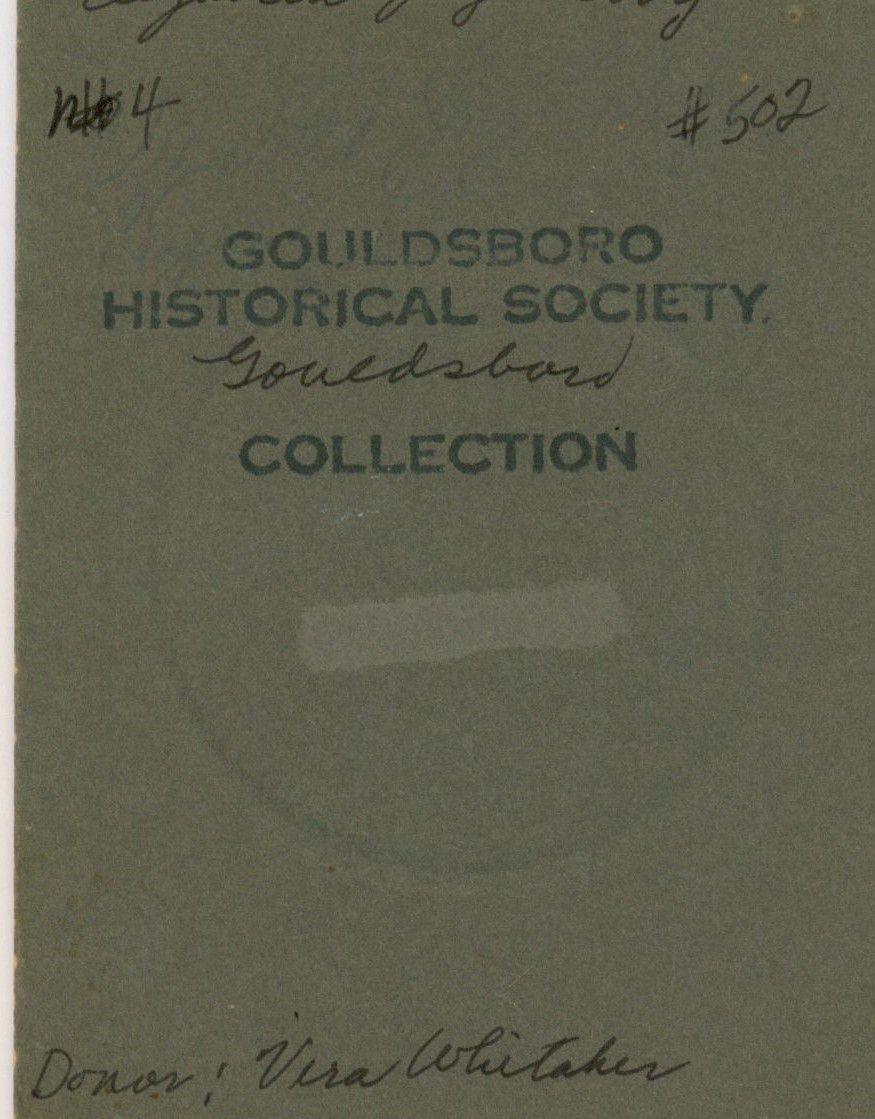 4 #502
GOULDSBORO
HISTORICAL SOCIETY.
Gouldsboro
COLLECTION
Donor: Vera Whitaker